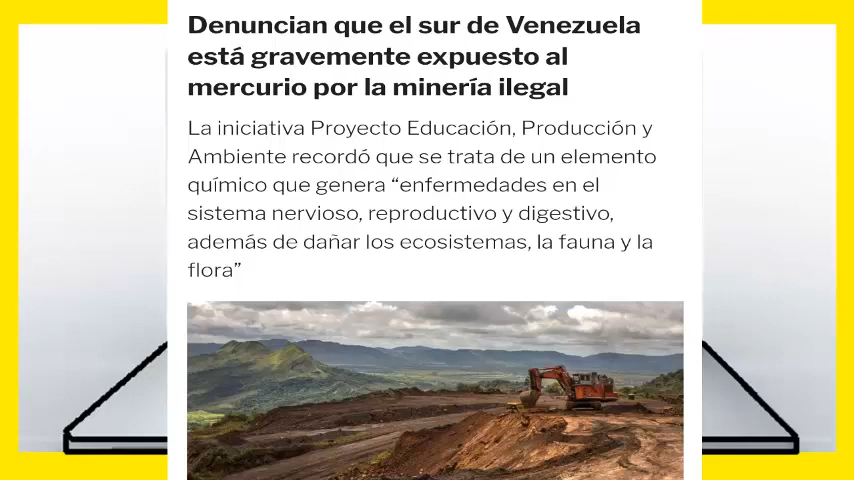 Denuncian que el sur de Venezuela
está gravemente expuesto al
mercurio por la minería ilegal
La iniciativa Proyecto Educación, Producción y
Ambiente recordó que se trata de un elemento
químico que genera “enfermedades en el
sistema nervioso, reproductivo y digestivo,
además de dañar los ecosistemas, la fauna y la
flora”